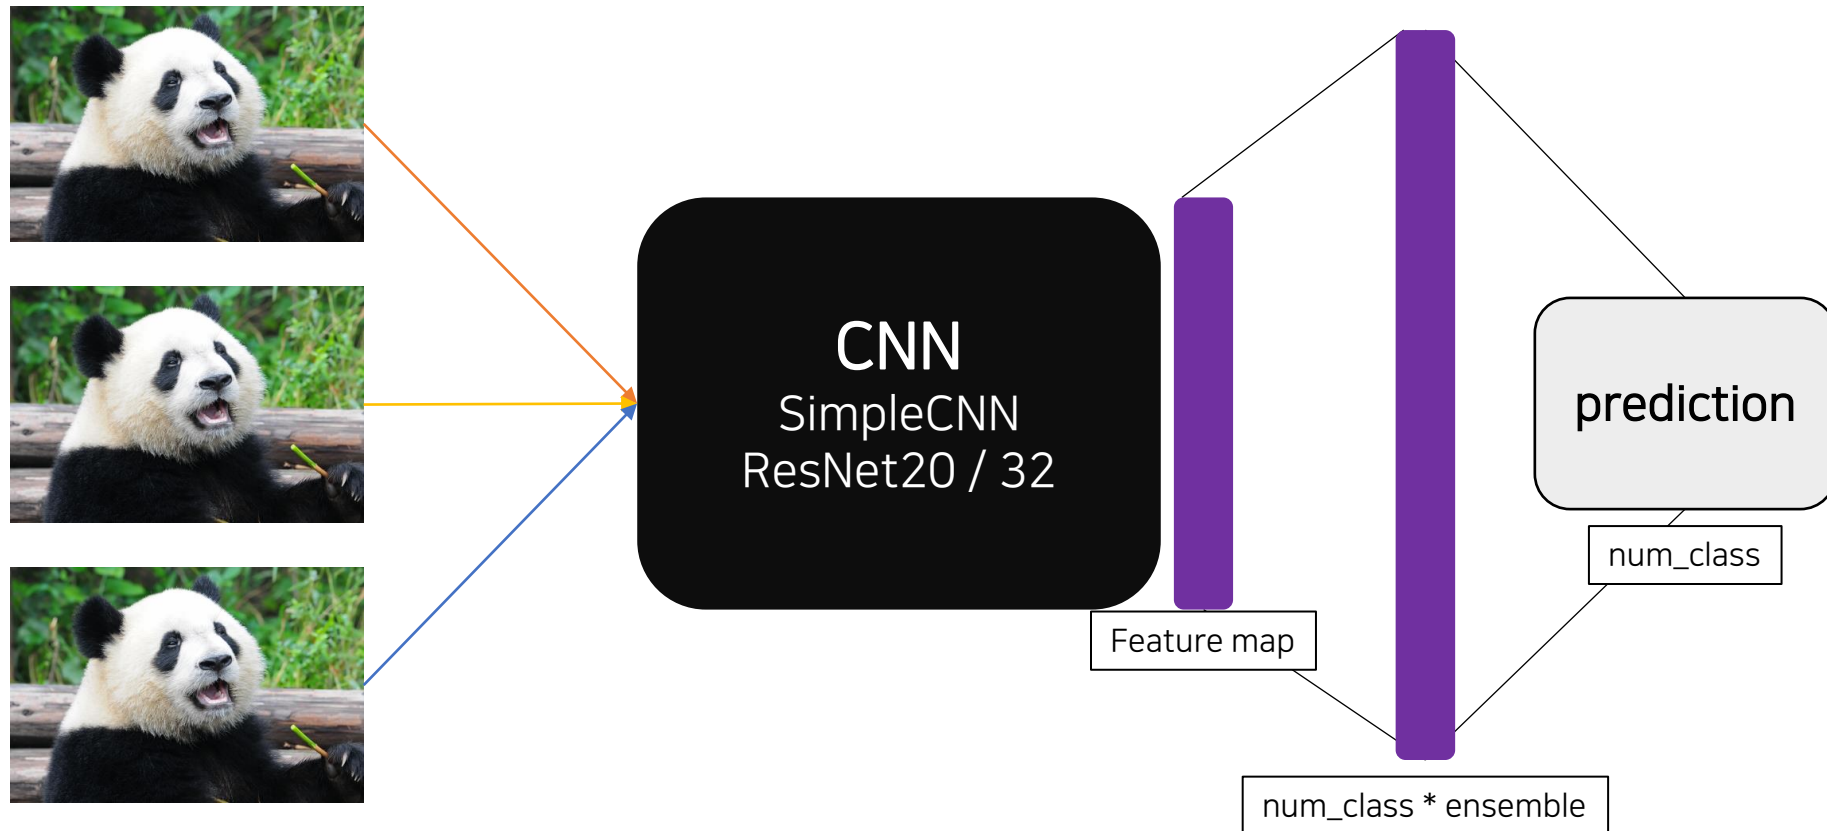 CNN
SimpleCNN
ResNet20 / 32
prediction
num_class
Feature map
num_class * ensemble